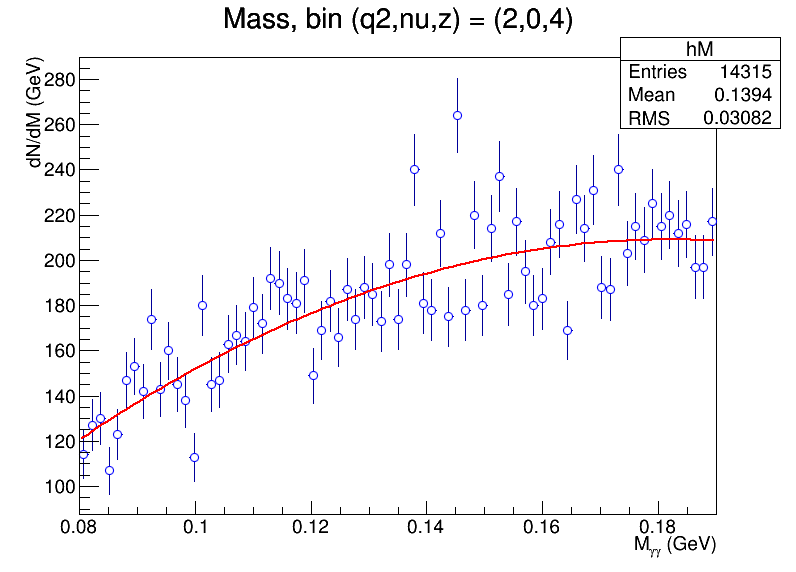 Mass, bin (q2,nu,z) = (2,0,4)
hM
Entries 14315
Mean 0.1394
RMS 0.03082
dN/dM (GeV)
280
260
240
220
200
180
160
140
120
100
0.08 0.1 0.12 0.14 0.16 0.18
Mγγ (GeV)